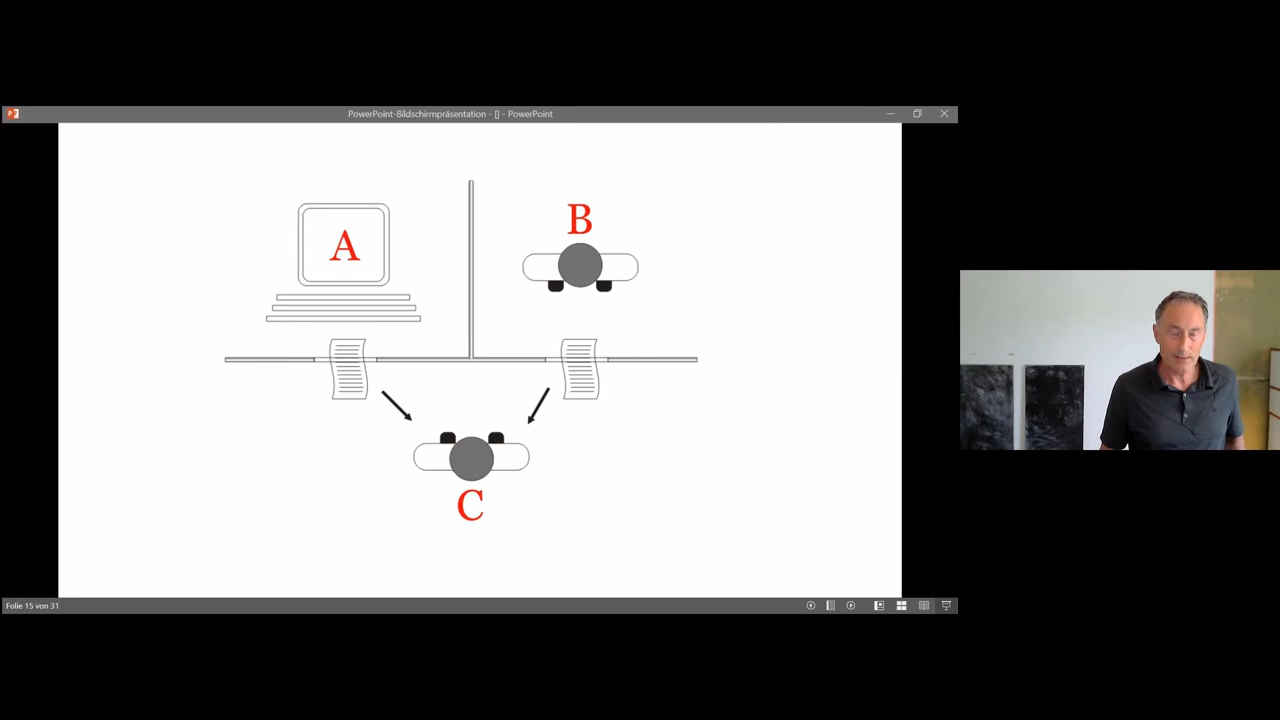 PowerPoint-Bildschirmpräsentation - [] - PowerPoint
A
B
C
Folie 15 von 31